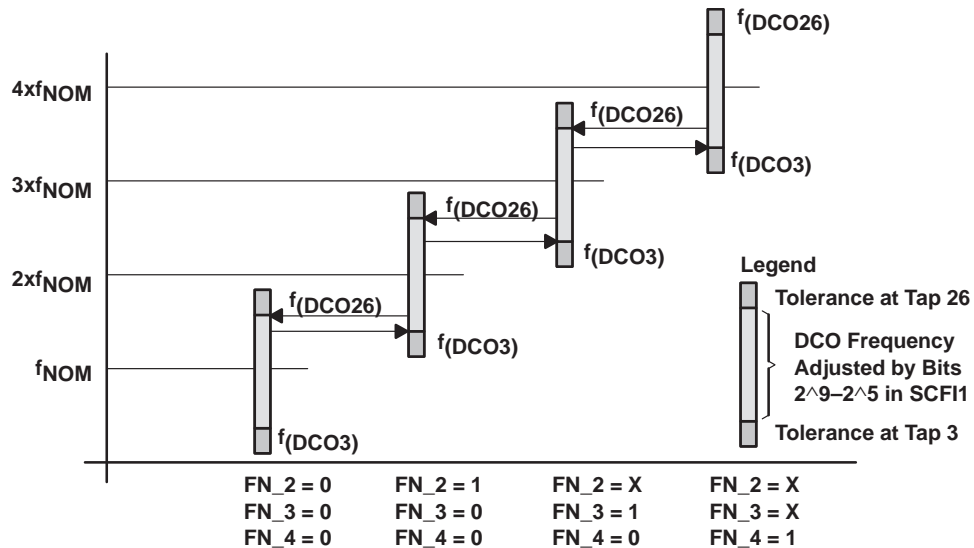 f(DCO26)
4xfNOM
f(DCO26)
f(DCO3)
3xfNOM
f(DCO26)
f(DCO3)
2xfNOM
f(DCO26)
f(DCO3)
fNOM
f(DCO3)
Legend
Tolerance at Tap 26
DCO Frequency
Adjusted by Bits
2^9–2^5 in SCFI1
Tolerance at Tap 3
FN_2 = 0 FN_2 = 1 FN_2 = X FN_2 = X
FN_3 = 0 FN_3 = 0 FN_3 = 1 FN_3 = X
FN_4 = 0 FN_4 = 0 FN_4 = 0 FN_4 = 1